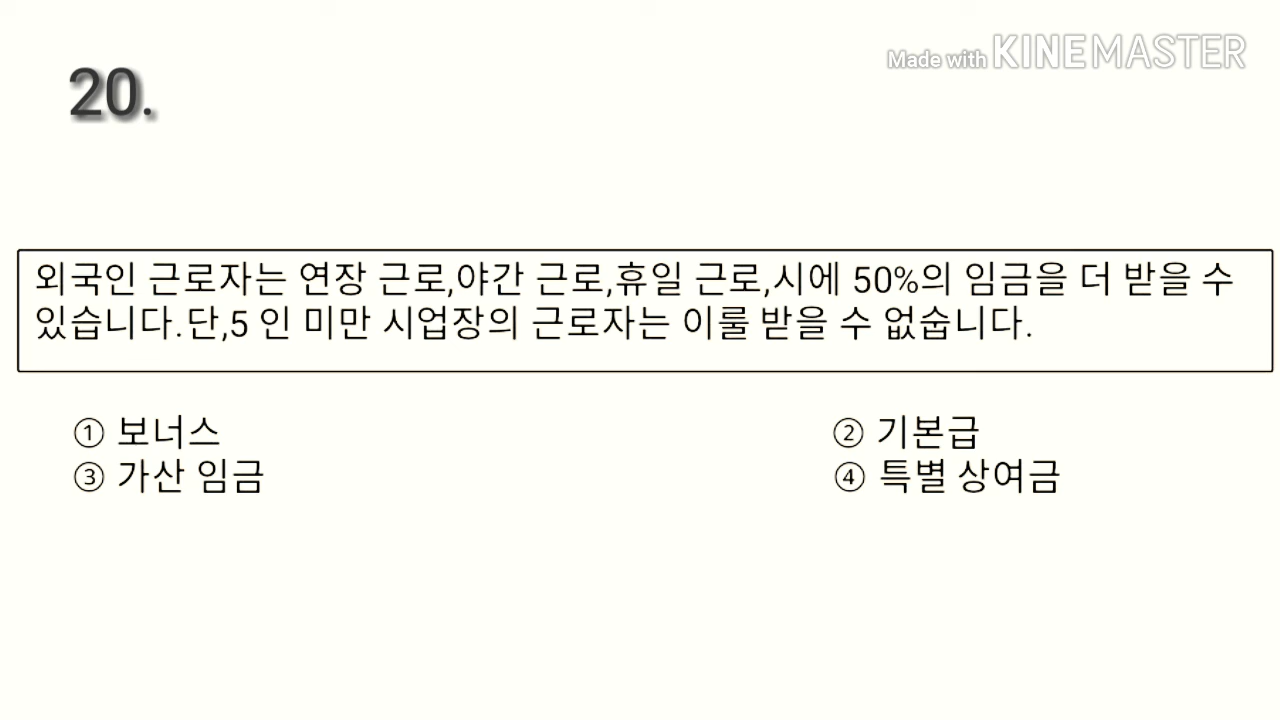 Made with KINEMASTER
20.
외국인 근로자는 연장 근로,야간 근로,휴일 근로,시에 50%의 임금을 더 받을 수
있습니다.단,5 인 미만 시업장의 근로자는 이룰 받을 수 없숩니다.
① 보너스 ② 기본급
③ 가산 임금 ④ 특별 상여금